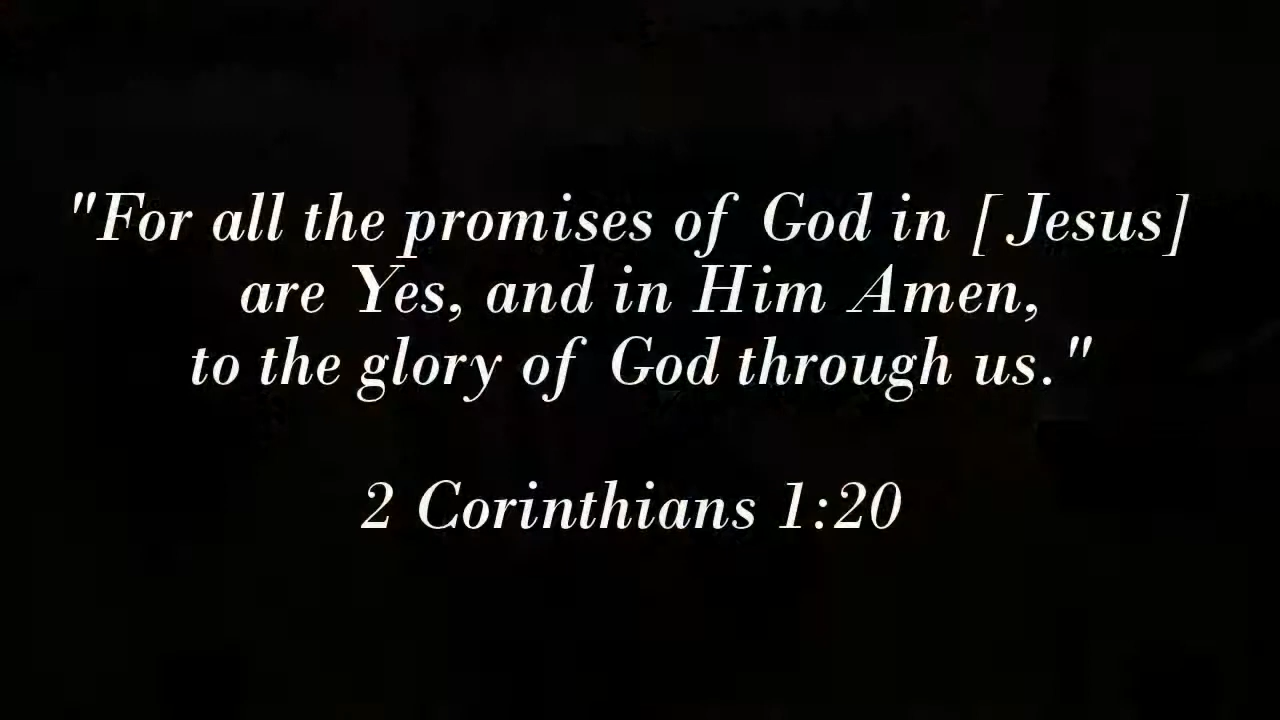 "For all the promises of God in [Jesus]
are Yes, and in Him Amen,
to the glory of God through us."
2 Corinthians 1:20